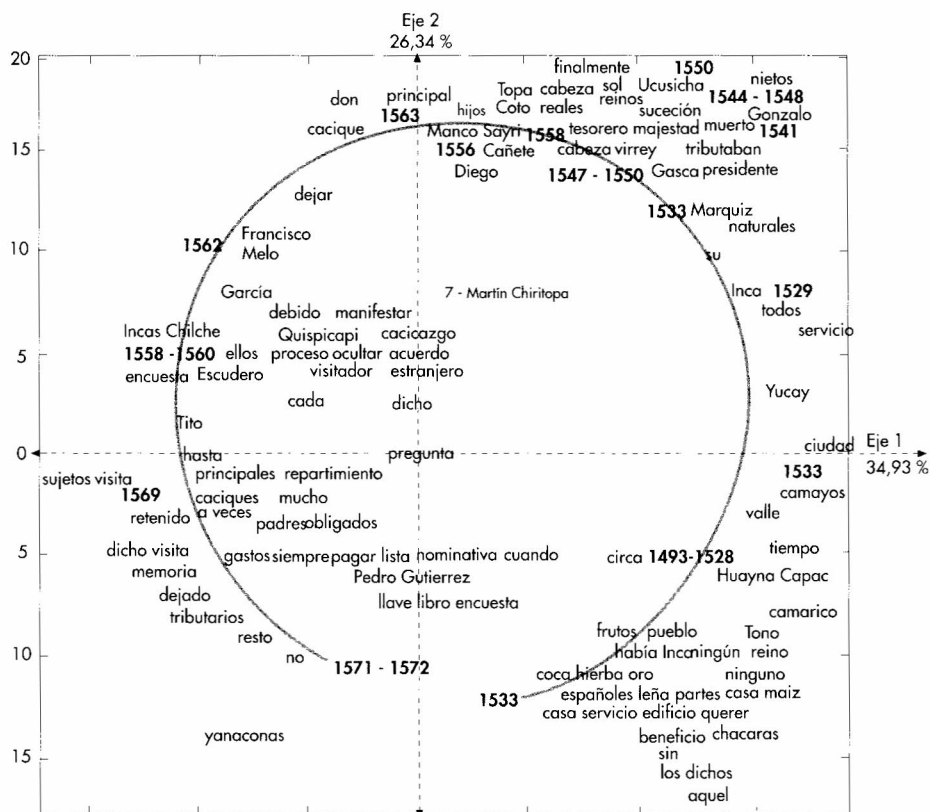 Eje 2
26,34 %
20
finalmente 1550
nietos
Topa cabeza sol Ucusicha
don principal
reinos 1544 - 1548
hijos Coto reales
suceción Gonzalo
1563
cacique Manco Sayri 1558 tesorero majestad muerto 1541
15
1556 Cañete cabeza virrey tributaban
Diego 1547 - 1550 Gasca presidente
dejar
1533 Marquiz
naturales
1562 Francisco
Melo
10
su
García
7 - Martín Chiritopa
Inca 1529
debido manifestar
todos
Incas Chilche Quispicapi cacicazgo
servicio
1558 -1560 ellos proceso ocultar acuerdo
5
encuesta Escudero visitador estranjero
cada dicho
Yucay
Tito
ciudad Eje 1
0
hasta pregunta
34,93 %
sujetos visita principales repartimiento
1533
1569 caciques mucho
camayos
retenido a veces
valle
padres obligados
dicho visita
tiempo
5
gastos siempre pagar lista nominativa cuando
circa 1493-1528
memoria Pedro Gutierrez
Huayna Capac
dejado llave libro encuesta
camarico
tributarios
resto
frutos pueblo Tono
no
había Inca ningún reino
10
1571 - 1572
coca hierba oro ninguno
1533 españoles leña partes casa maiz
casa servicio edificio querer
yanaconas
beneficio chacaras
15
sin
los dichos
aquel